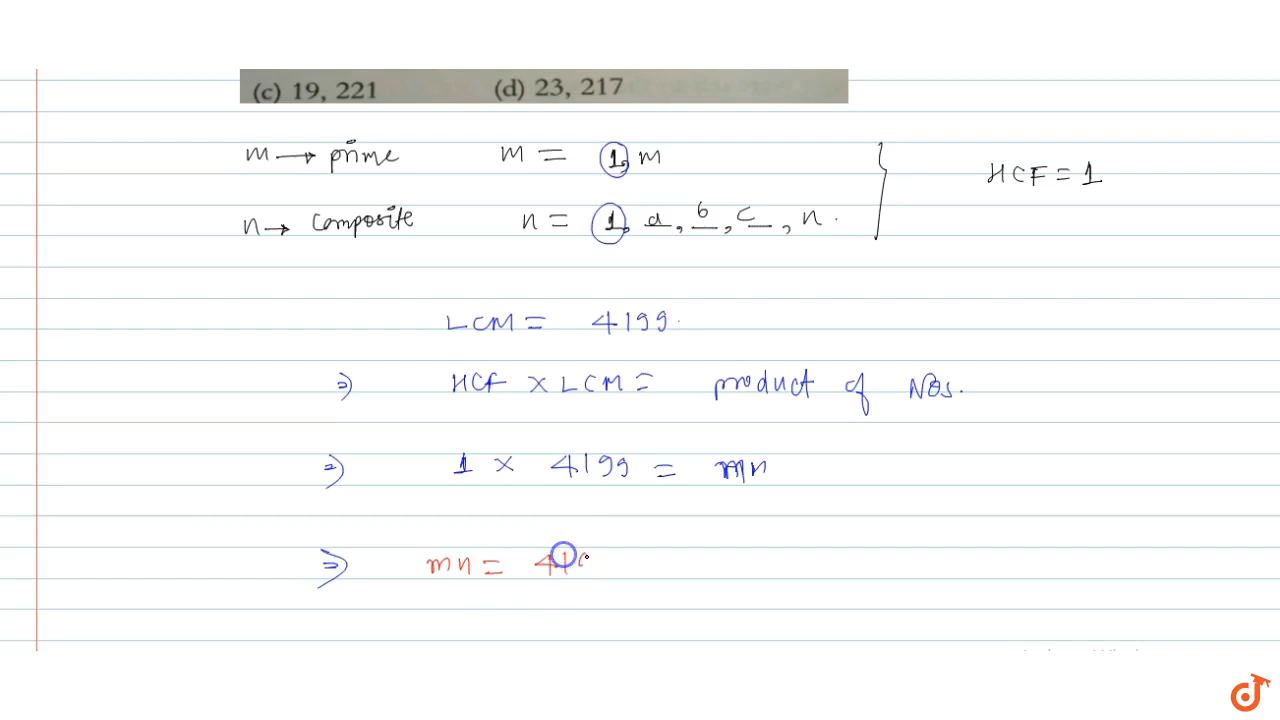 (c) 19, 221 (d) 23, 217
m → prime m = 1, m
HCF = 1
n → composite n = 1, a, b, c, n.
LCM = 4199.
⇒ HCF × LCM = product of Nos.
⇒ 1 × 4199 = mn
⇒ mn = 41